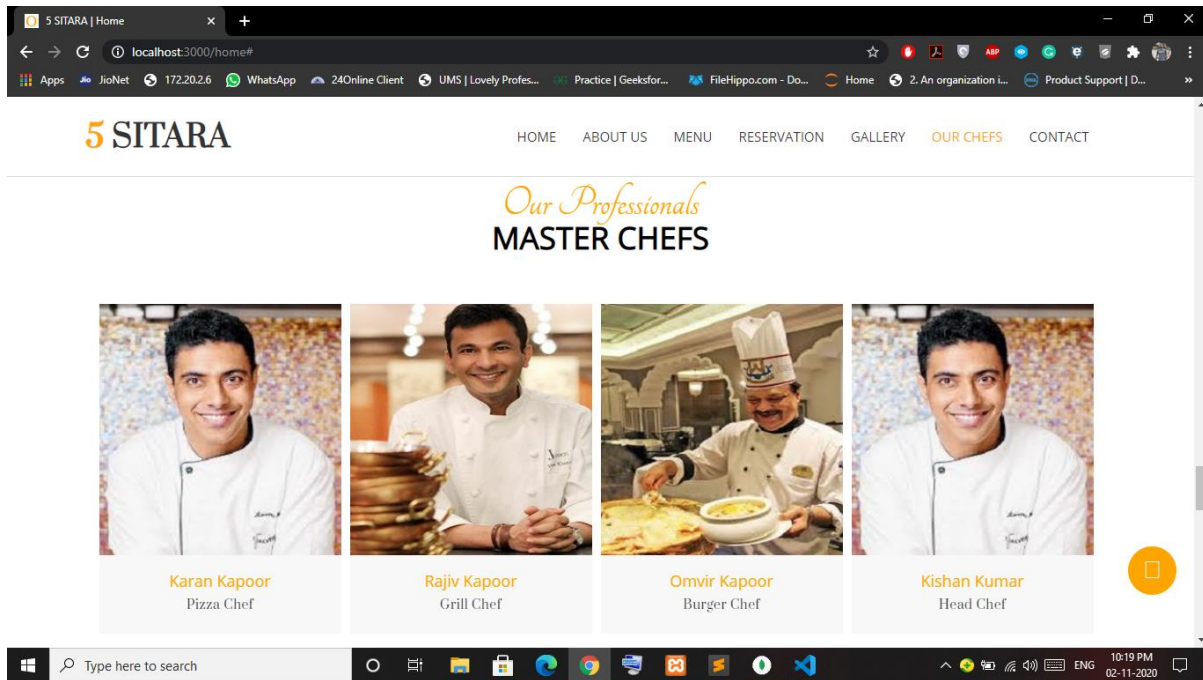 5 SITARA | Home
localhost:3000/home#
ABP
Apps
Jio JioNet
172.20.2.6
WhatsApp
24Online Client
UMS | Lovely Profes...
Practice | Geeksfor...
FileHippo.com - Do...
Home
2. An organization i...
Product Support | D...
5 SITARA
HOME ABOUT US MENU RESERVATION GALLERY OUR CHEFS CONTACT
Our Professionals
MASTER CHEFS
Karan Kapoor
Pizza Chef
Rajiv Kapoor
Grill Chef
Omvir Kapoor
Burger Chef
Kishan Kumar
Head Chef
Type here to search
ENG
10:19 PM
02-11-2020